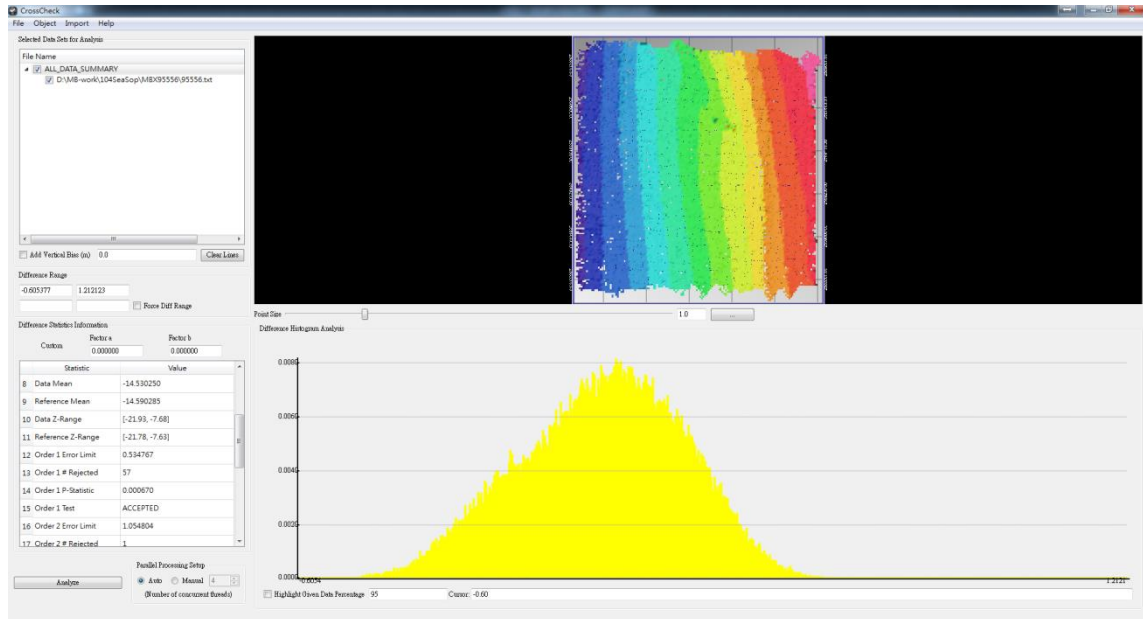 CrossCheck
File Object Import Help
Selected Data Sets for Analysis
File Name
ALL_DATA_SUMMARY
D:\MB-work\104SeaSop\MBX95556\95556.txt
Add Vertical Bias (m) 0.0 Clear Lines
Difference Range
-0.605377 1.212123
Force Diff Range
Point Size 1.0 ...
Difference Statistics Information
Factor a Factor b
Custom 0.000000 0.000000
Statistic Value
8 Data Mean -14.530250
9 Reference Mean -14.590285
10 Data Z-Range [-21.93, -7.68]
11 Reference Z-Range [-21.78, -7.63]
12 Order 1 Error Limit 0.534767
13 Order 1 # Rejected 57
14 Order 1 P-Statistic 0.000670
15 Order 1 Test ACCEPTED
16 Order 2 Error Limit 1.054804
17 Order 2 # Rejected 1
Parallel Processing Setup
Analyze Auto Manual 4
(Number of concurrent threads)
Difference Histogram Analysis
0.0000
-0.6054 1.2121
Highlight Given Data Percentage 95 Cursor: -0.60